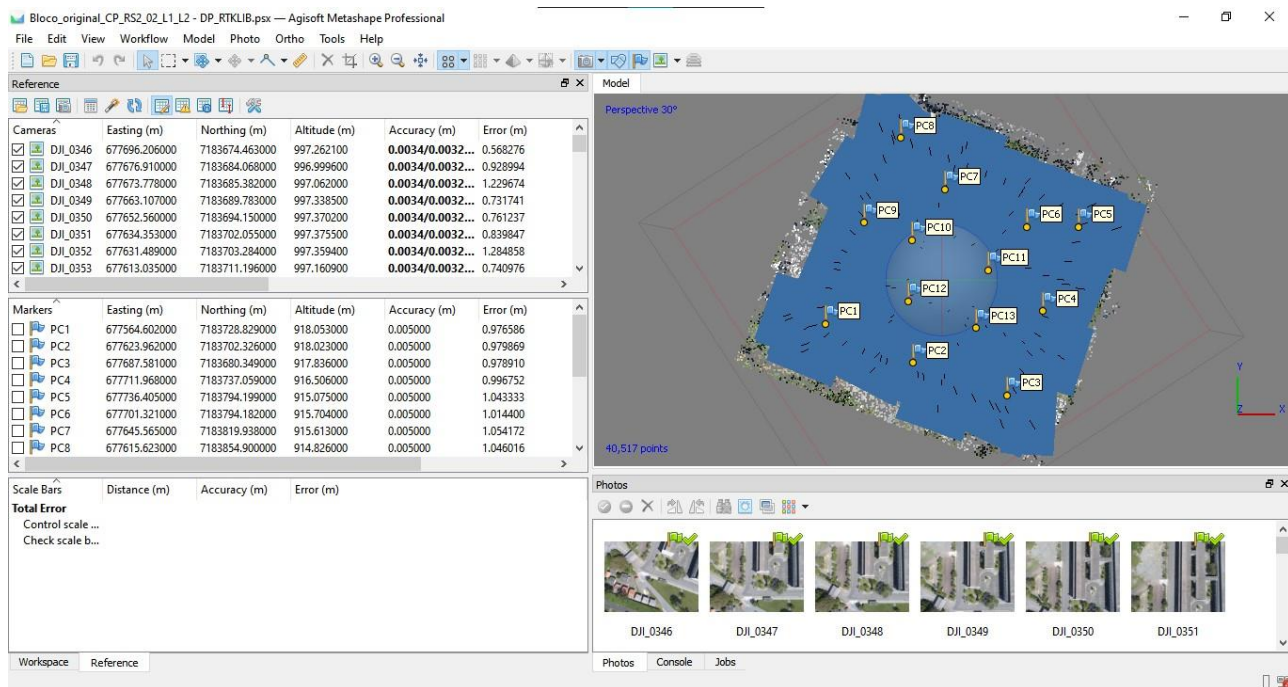 Bloco_original_CP_RS2_02_L1_L2 - DP_RTKLIB.psx — Agisoft Metashape Professional
File Edit View Workflow Model Photo Ortho Tools Help
Reference
Cameras Easting (m) Northing (m) Altitude (m) Accuracy (m) Error (m)
DJI_0346 677696.206000 7183674.463000 997.262100 0.0034/0.0032... 0.568276
DJI_0347 677676.910000 7183684.068000 996.999600 0.0034/0.0032... 0.928994
DJI_0348 677673.778000 7183685.382000 997.062000 0.0034/0.0032... 1.229674
DJI_0349 677663.107000 7183689.783000 997.338500 0.0034/0.0032... 0.731741
DJI_0350 677652.560000 7183694.150000 997.370200 0.0034/0.0032... 0.761237
DJI_0351 677634.353000 7183702.055000 997.375500 0.0034/0.0032... 0.839847
DJI_0352 677631.489000 7183703.284000 997.359400 0.0034/0.0032... 1.284858
DJI_0353 677613.035000 7183711.196000 997.160900 0.0034/0.0032... 0.740976
Markers Easting (m) Northing (m) Altitude (m) Accuracy (m) Error (m)
PC1 677564.602000 7183728.829000 918.053000 0.005000 0.976586
PC2 677623.962000 7183702.326000 918.023000 0.005000 0.979869
PC3 677687.581000 7183680.349000 917.836000 0.005000 0.978910
PC4 677711.968000 7183737.059000 916.506000 0.005000 0.996752
PC5 677736.405000 7183794.199000 915.075000 0.005000 1.043333
PC6 677701.321000 7183794.182000 915.704000 0.005000 1.014400
PC7 677645.565000 7183819.938000 915.613000 0.005000 1.054172
PC8 677615.623000 7183854.900000 914.826000 0.005000 1.046016
Scale Bars Distance (m) Accuracy (m) Error (m)
Total Error
Control scale ...
Check scale b...
Workspace Reference
Model
Perspective 30°
PC8
PC7
PC9
PC6
PC5
PC10
PC11
PC12
PC4
PC1
PC13
PC2
PC3
Y
Z
X
40,517 points
Photos
DJI_0346 DJI_0347 DJI_0348 DJI_0349 DJI_0350 DJI_0351
Photos Console Jobs